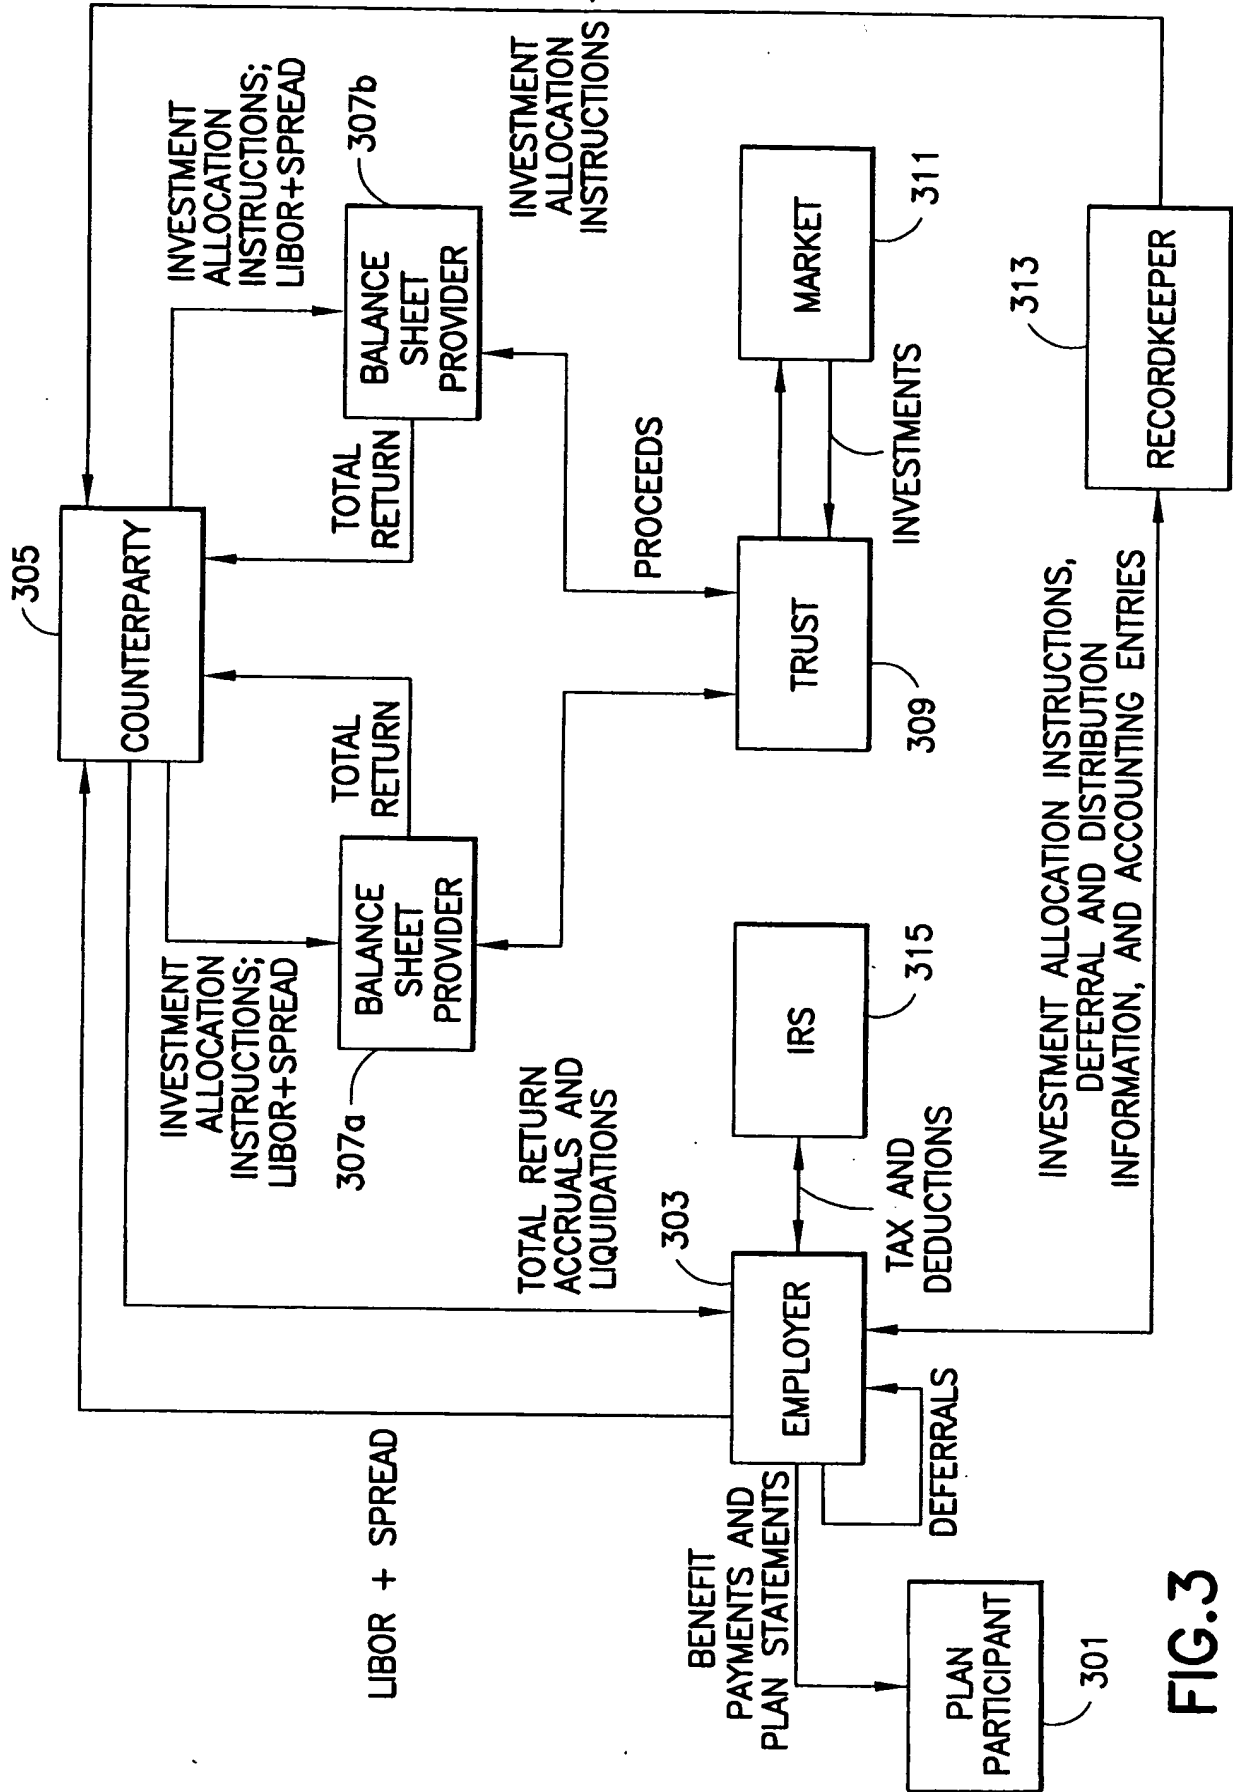 LIBOR + SPREAD
305
COUNTERPARTY
INVESTMENT
ALLOCATION
INSTRUCTIONS;
LIBOR+SPREAD
307a
BALANCE
SHEET
PROVIDER
TOTAL
RETURN
TOTAL
RETURN
INVESTMENT
ALLOCATION
INSTRUCTIONS;
LIBOR+SPREAD
307b
BALANCE
SHEET
PROVIDER
INVESTMENT
ALLOCATION
INSTRUCTIONS
TOTAL RETURN
ACCRUALS AND
LIQUIDATIONS
PROCEEDS
BENEFIT
PAYMENTS AND
PLAN STATEMENTS
303
EMPLOYER
TAX AND
DEDUCTIONS
IRS
315
TRUST
309
INVESTMENTS
MARKET
311
DEFERRALS
PLAN
PARTICIPANT
301
INVESTMENT ALLOCATION INSTRUCTIONS,
DEFERRAL AND DISTRIBUTION
INFORMATION, AND ACCOUNTING ENTRIES
313
RECORDKEEPER
FIG.3